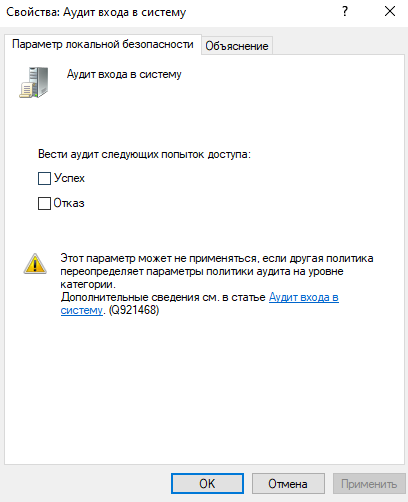 Свойства: Аудит входа в систему
?
Параметр локальной безопасности
Объяснение
Аудит входа в систему
Вести аудит следующих попыток доступа:
Успех
Отказ
Этот параметр может не применяться, если другая политика
переопределяет параметры политики аудита на уровне
категории.
Дополнительные сведения см. в статье Аудит входа в
систему. (Q921468)
OK
Отмена
Применить